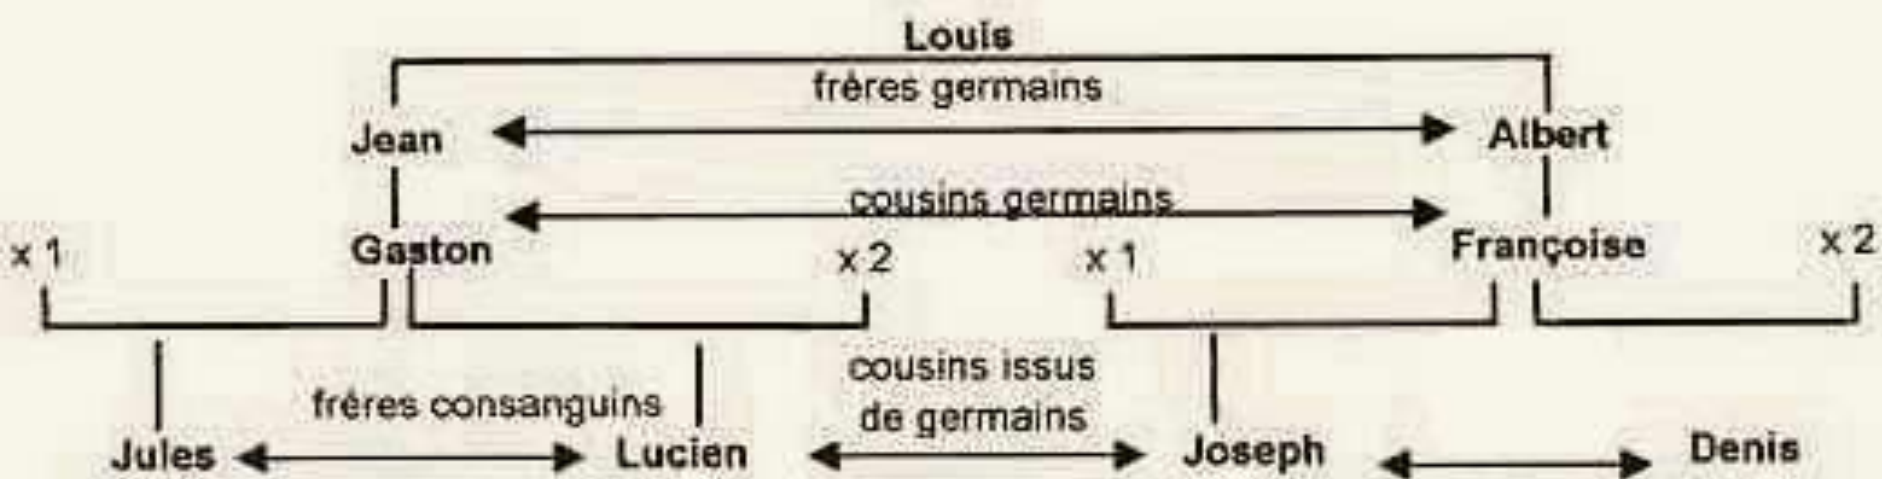 Louis
frères germains
Jean Albert
cousins germains
x 1 Gaston x 2 x 1 Françoise x 2
cousins issus
frères consanguins de germains
Jules Lucien Joseph Denis